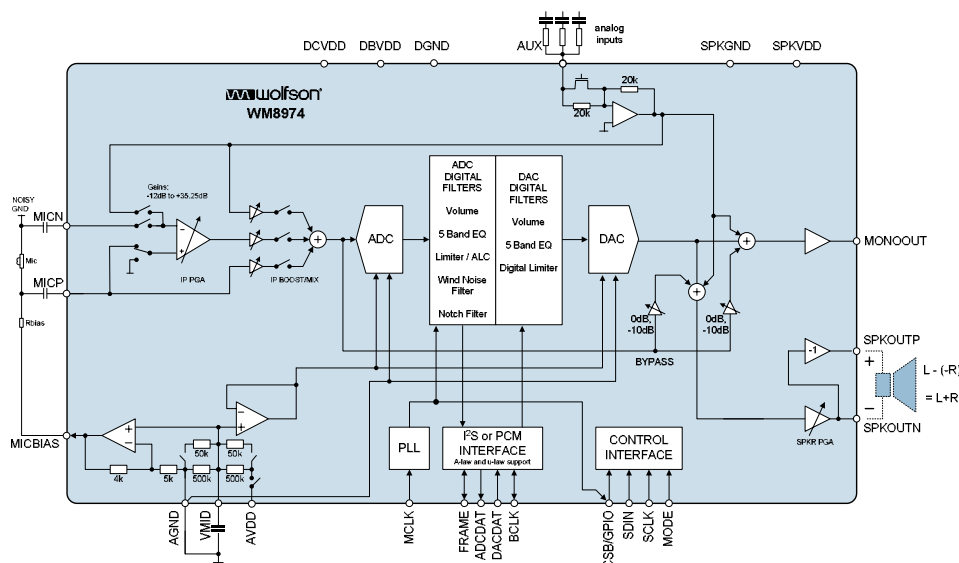 analog
inputs
DCVDD
DBVDD
DGND
AUX
SPKGND
SPKVDD
20k
20k
wolfson®
WM8974
Gains:
-12dB to +35.25dB
NOISY
GND
MICN
Mic
MICP
Rbias
IP PGA
IP BOOST/MIX
ADC
ADC
DIGITAL
FILTERS
Volume
5 Band EQ
Limiter / ALC
Wind Noise
Filter
Notch Filter
DAC
DIGITAL
FILTERS
Volume
5 Band EQ
Digital Limiter
DAC
MONOOUT
0dB,
-10dB
0dB,
-10dB
BYPASS
-1
SPKOUTP
L - (-R)
= L+R
SPKR PGA
SPKOUTN
MICBIAS
4k
5k
50k
50k
500k
500k
PLL
I²S or PCM
INTERFACE
A-law and u-law support
CONTROL
INTERFACE
AGND
VMID
AVDD
MCLK
FRAME
ADCDAT
DACDAT
BCLK
CSB/GPIO
SDIN
SCLK
MODE